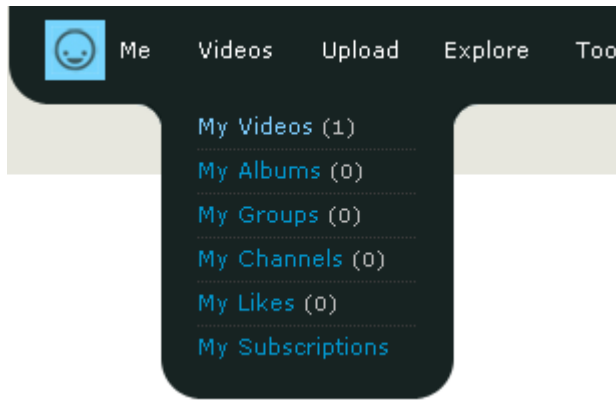 Me Videos Upload Explore Too
My Videos (1)
My Albums (0)
My Groups (0)
My Channels (0)
My Likes (0)
My Subscriptions